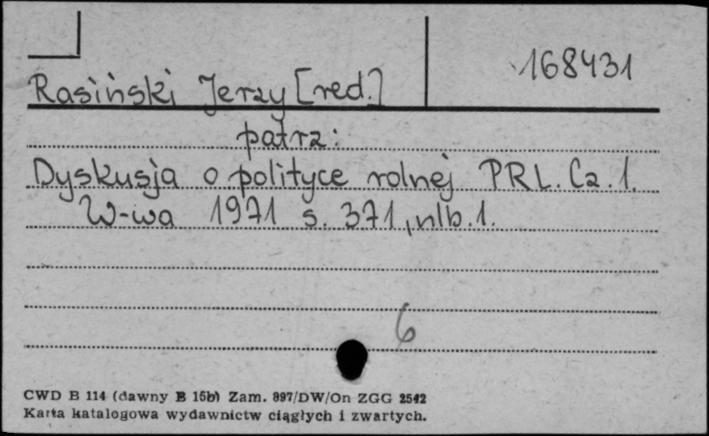 168431
Rasiński Jerzy [red.]
patrz:
Dyskusja o polityce rolnej PRL. Cz. 1.
W-wa 1971 s. 371, nlb. 1.
6
CWD B 114 (dawny B 15b) Zam. 897/DW/On ZGG 2542
Karta katalogowa wydawnictw ciągłych i zwartych.